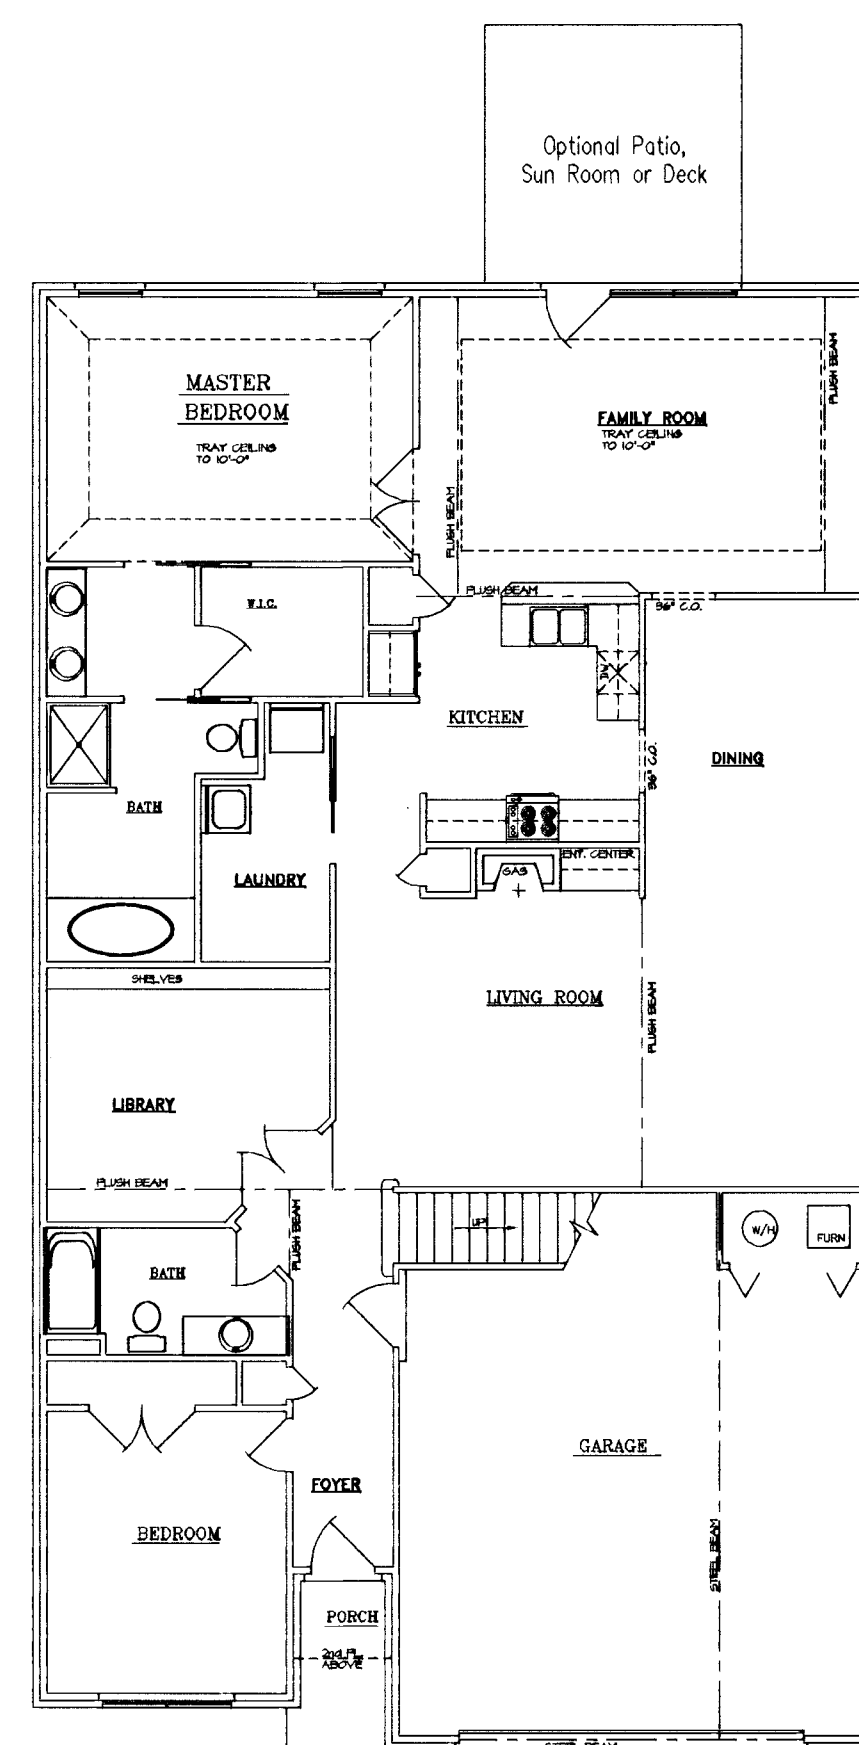 Optional Patio,
Sun Room or Deck
MASTER
BEDROOM
TRAY CEILING
TO 10'-0"
FAMILY ROOM
TRAY CEILING
TO 10'-0"
FLUSH BEAM
FLUSH BEAM
FLUSH BEAM
36" C.O.
W.I.C.
KITCHEN
DW
36" C.O.
DINING
BATH
LAUNDRY
ENT. CENTER
GAS
SHELVES
LIVING ROOM
FLUSH BEAM
LIBRARY
FLUSH BEAM
FLUSH BEAM
UP
W/H
FURN
BATH
GARAGE
FOYER
BEDROOM
STEEL BEAM
PORCH
2nd FL.
ABOVE
STEEL BEAM